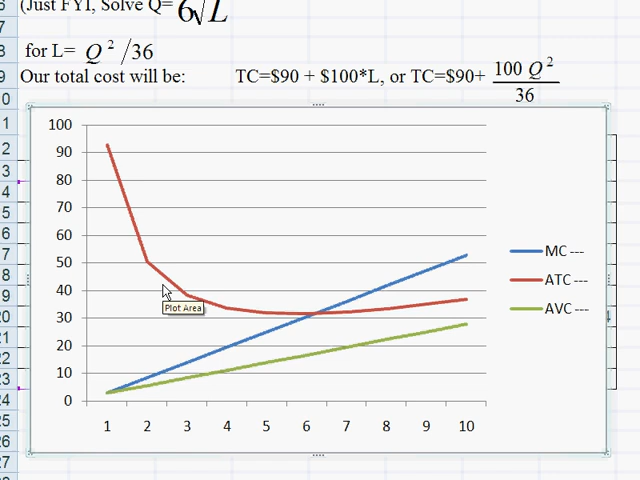 (Just FYI, Solve Q= 6√L
for L= Q²/36
Our total cost will be: TC=$90 + $100*L, or TC=$90+ 100 Q²
36
100
90
80
70
60
50
40
30
20
10
0
1 2 3 4 5 6 7 8 9 10
MC ---
ATC ---
AVC ---
Plot Area